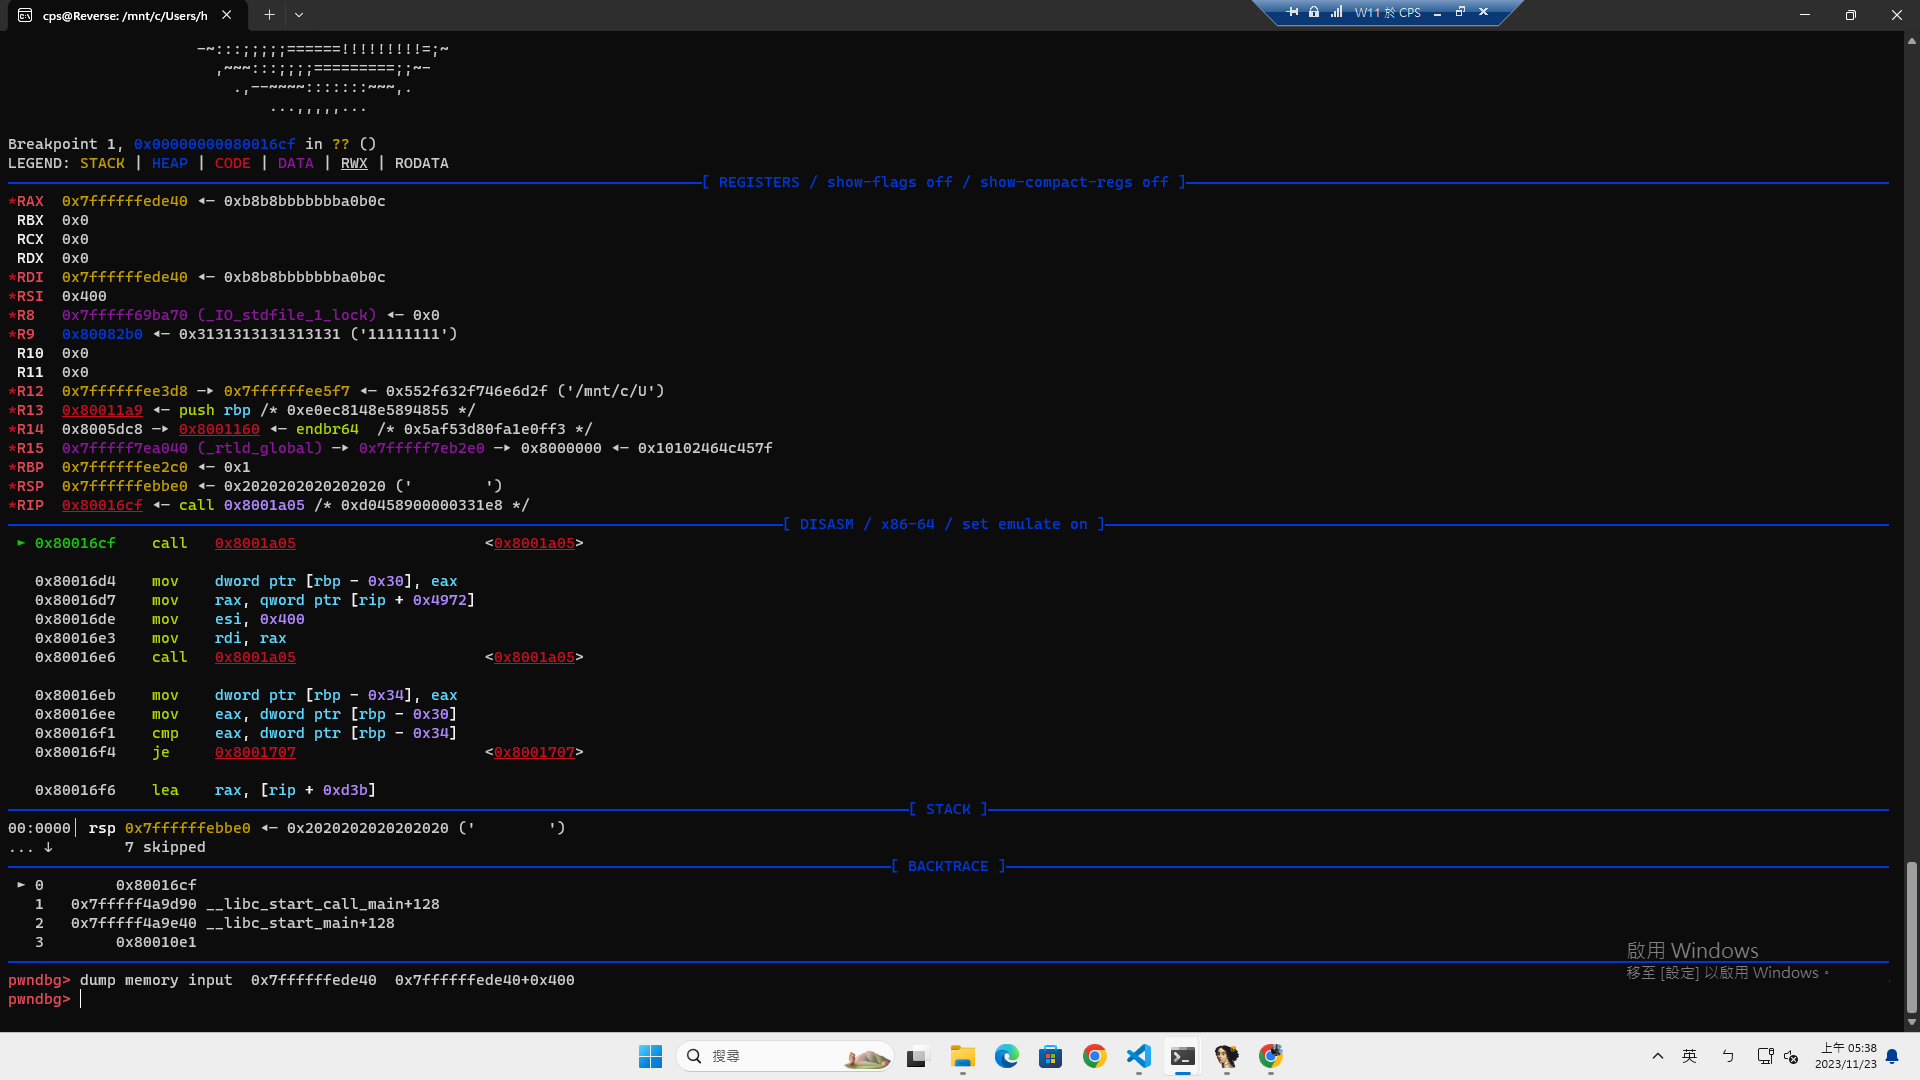 cps@Reverse: /mnt/c/Users/h
W11 於 CPS
-~:::;;;;;======!!!!!!!!!=;~
,~~~:::;;;;=========;;~-
.,--~~~~:::::::~~~,.
...,,,,,...
Breakpoint 1, 0x00000000080016cf in ?? ()
LEGEND: STACK | HEAP | CODE | DATA | RWX | RODATA
[ REGISTERS / show-flags off / show-compact-regs off ]
*RAX  0x7ffffffede40 ◂— 0xb8b8bbbbbbba0b0c
RBX  0x0
RCX  0x0
RDX  0x0
*RDI  0x7ffffffede40 ◂— 0xb8b8bbbbbbba0b0c
*RSI  0x400
*R8   0x7fffff69ba70 (_IO_stdfile_1_lock) ◂— 0x0
*R9   0x80082b0 ◂— 0x3131313131313131 ('11111111')
R10  0x0
R11  0x0
*R12  0x7ffffffee3d8 —▸ 0x7ffffffee5f7 ◂— 0x552f632f746e6d2f ('/mnt/c/U')
*R13  0x80011a9 ◂— push rbp /* 0xe0ec8148e5894855 */
*R14  0x8005dc8 —▸ 0x8001160 ◂— endbr64  /* 0x5af53d80fa1e0ff3 */
*R15  0x7fffff7ea040 (_rtld_global) —▸ 0x7fffff7eb2e0 —▸ 0x8000000 ◂— 0x10102464c457f
*RBP  0x7ffffffee2c0 ◂— 0x1
*RSP  0x7ffffffebbe0 ◂— 0x2020202020202020 ('        ')
*RIP  0x80016cf ◂— call 0x8001a05 /* 0xd0458900000331e8 */
[ DISASM / x86-64 / set emulate on ]
► 0x80016cf    call   0x8001a05                     <0x8001a05>
0x80016d4    mov    dword ptr [rbp - 0x30], eax
0x80016d7    mov    rax, qword ptr [rip + 0x4972]
0x80016de    mov    esi, 0x400
0x80016e3    mov    rdi, rax
0x80016e6    call   0x8001a05                     <0x8001a05>
0x80016eb    mov    dword ptr [rbp - 0x34], eax
0x80016ee    mov    eax, dword ptr [rbp - 0x30]
0x80016f1    cmp    eax, dword ptr [rbp - 0x34]
0x80016f4    je     0x8001707                     <0x8001707>
0x80016f6    lea    rax, [rip + 0xd3b]
[ STACK ]
00:0000│ rsp 0x7ffffffebbe0 ◂— 0x2020202020202020 ('        ')
... ↓        7 skipped
[ BACKTRACE ]
► 0        0x80016cf
1   0x7fffff4a9d90 __libc_start_call_main+128
2   0x7fffff4a9e40 __libc_start_main+128
3        0x80010e1
pwndbg> dump memory input  0x7ffffffede40  0x7ffffffede40+0x400
pwndbg>
啟用 Windows
移至 [設定] 以啟用 Windows。
搜尋
英
ㄅ
上午 05:38
2023/11/23